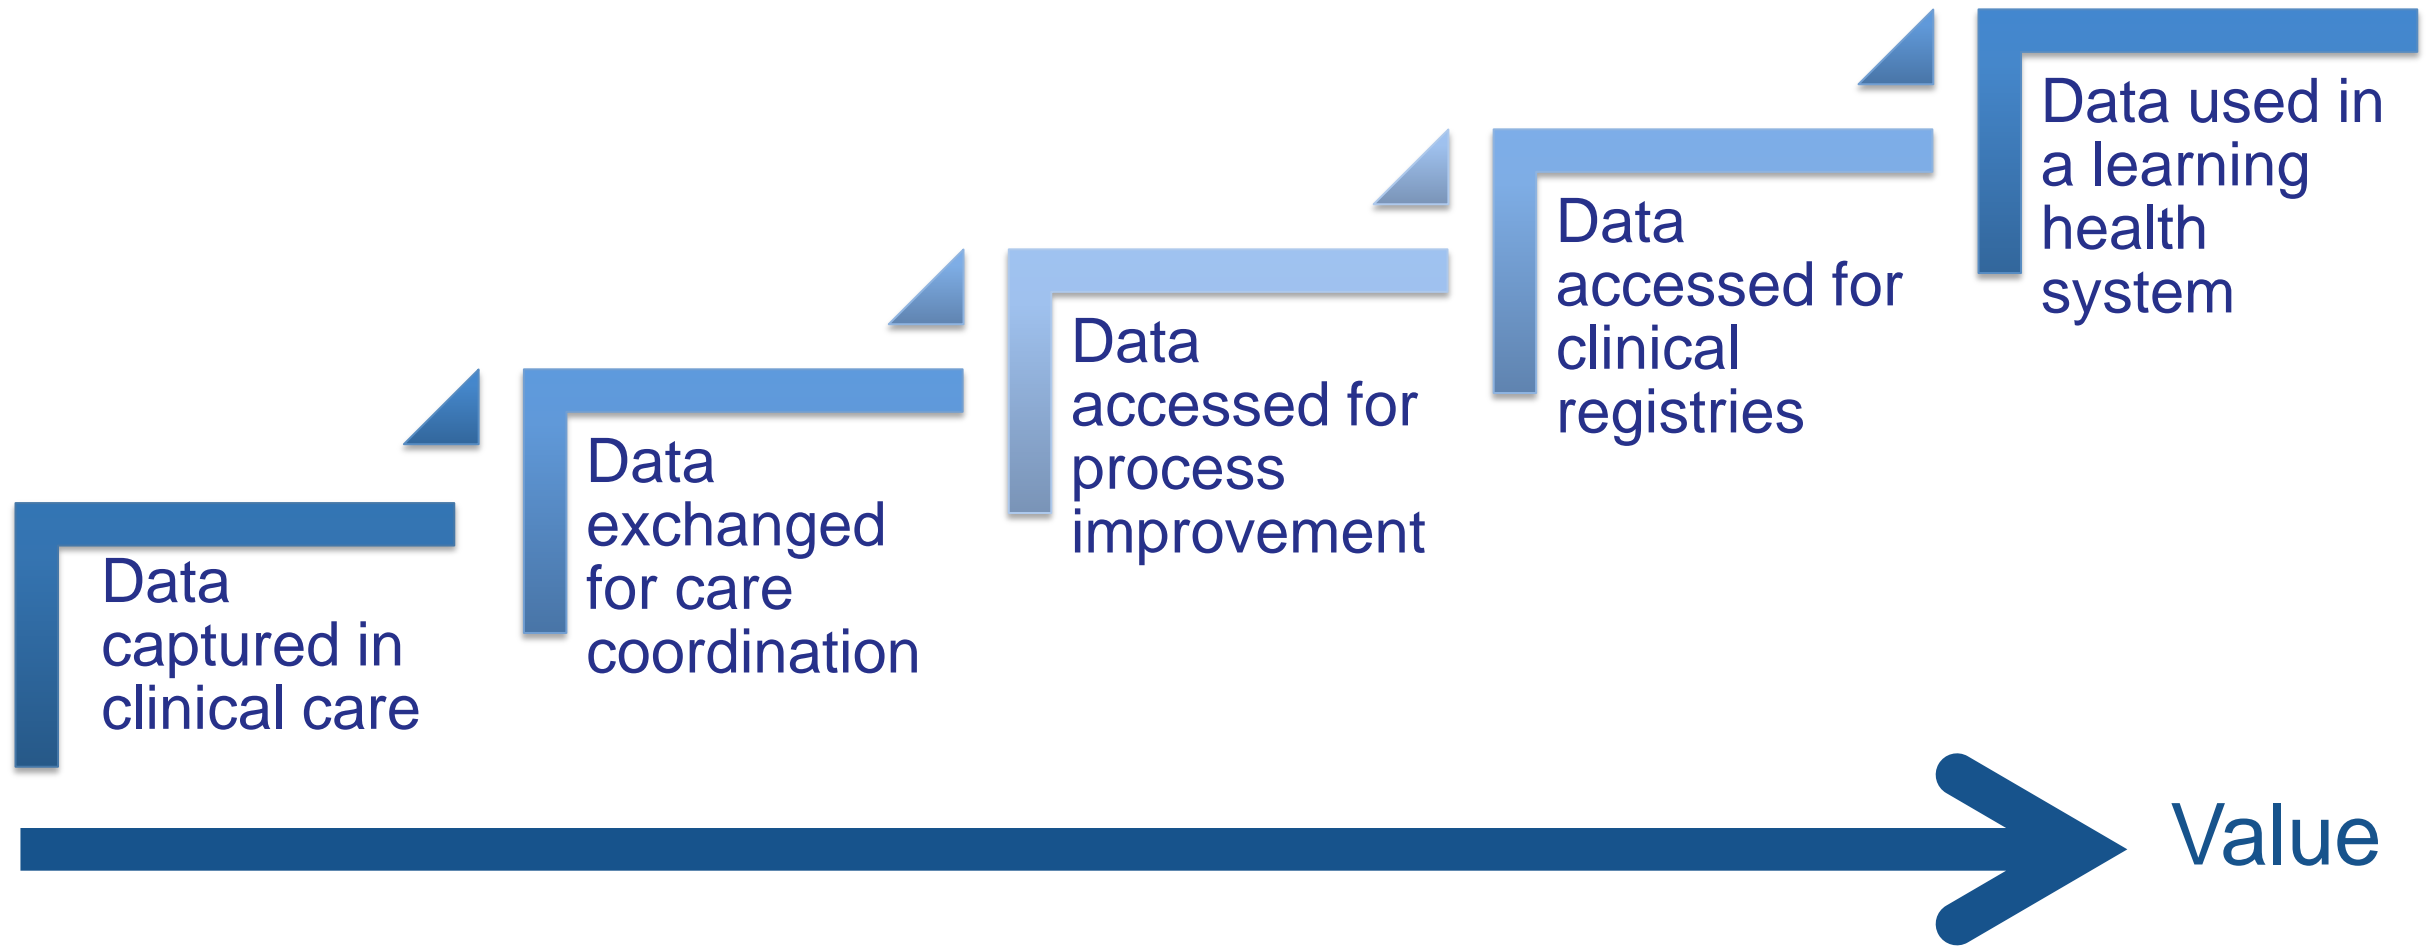 Data
captured in
clinical care
Data
exchanged
for care
coordination
Data
accessed for
process
improvement
Data
accessed for
clinical
registries
Data used in
a learning
health
system
Value